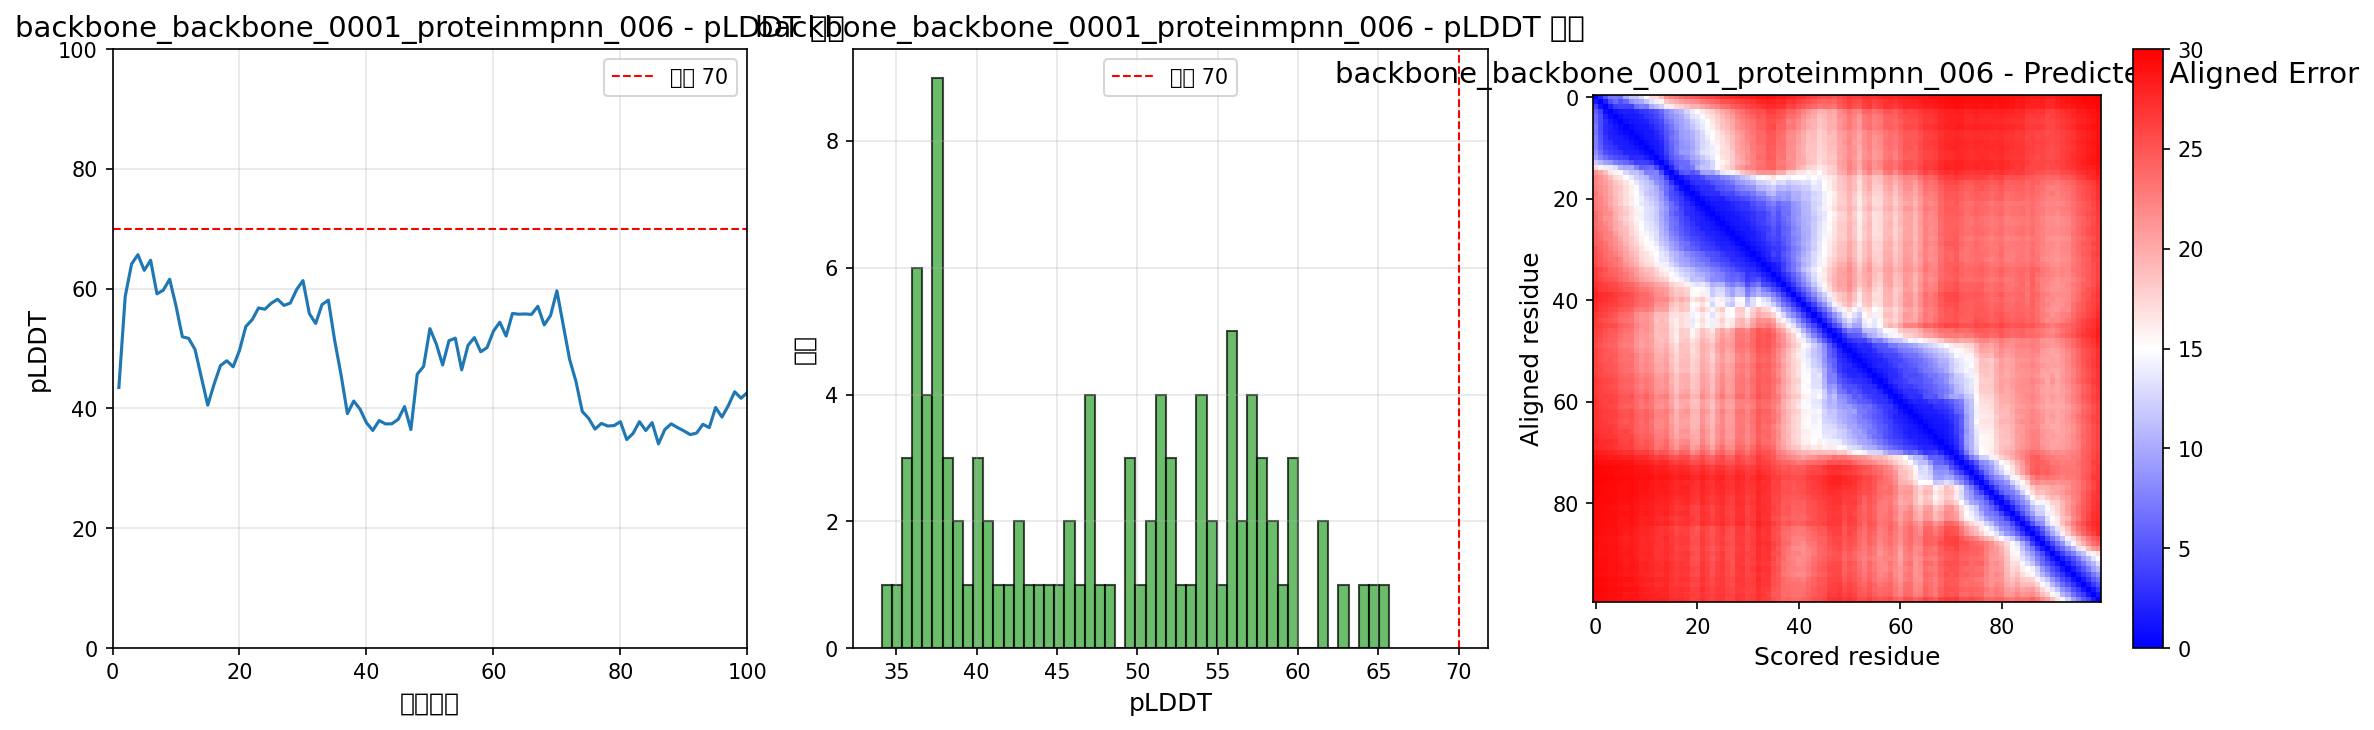 backbone_backbone_0001_proteinmpnn_006 - pLDDT
100
80
60
40
20
0
pLDDT
70
0 20 40 60 80 100
backbone_backbone_0001_proteinmpnn_006 - pLDDT
8
6
4
2
0
70
35 40 45 50 55 60 65 70
pLDDT
backbone_backbone_0001_proteinmpnn_006 - Predicted Aligned Error
0
20
40
60
80
Aligned residue
0 20 40 60 80
Scored residue
30
25
20
15
10
5
0